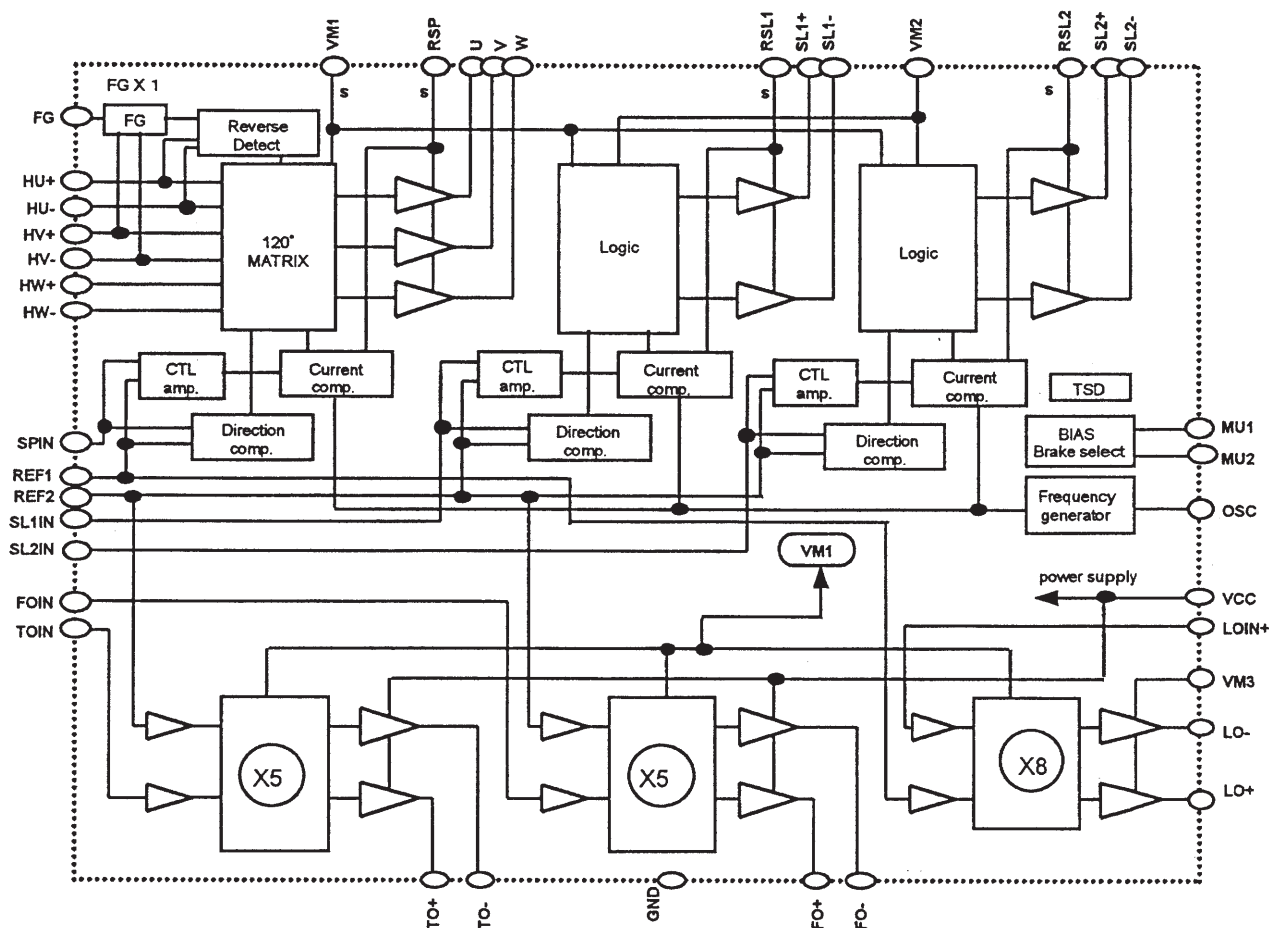 VM1
RSP
U
V
W
RSL1
SL1+
SL1-
VM2
RSL2
SL2+
SL2-
FG X 1
s
s
s
s
FG
FG
Reverse
Detect
HU+
HU-
HV+
HV-
HW+
HW-
120°
MATRIX
Logic
Logic
CTL
amp.
Current
comp.
CTL
amp.
Current
comp.
CTL
amp.
Current
comp.
TSD
Direction
comp.
Direction
comp.
Direction
comp.
BIAS
Brake select
MU1
MU2
SPIN
REF1
REF2
SL1IN
SL2IN
Frequency
generator
OSC
VM1
power supply
VCC
FOIN
TOIN
LOIN+
VM3
LO-
LO+
X5
X5
X8
TO+
TO-
GND
FO+
FO-